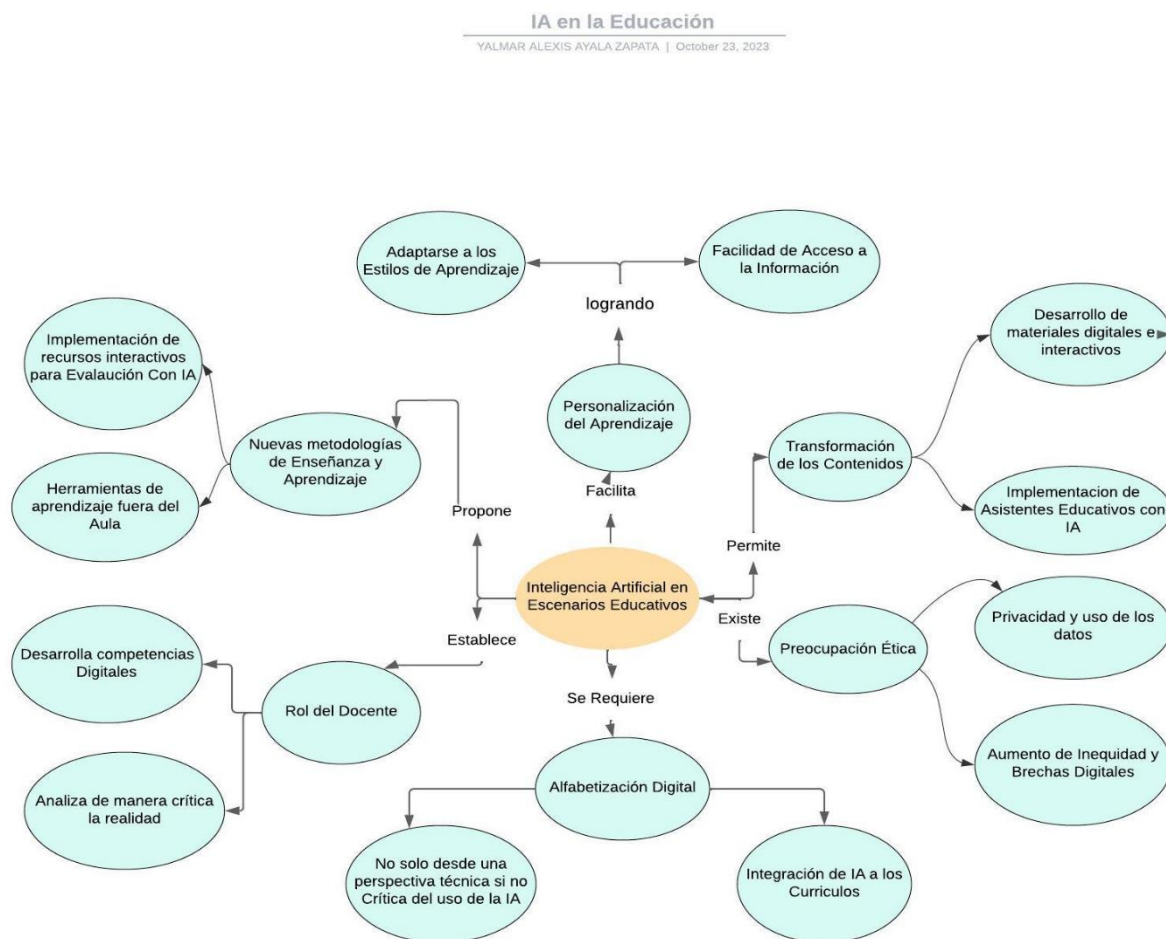 IA en la Educación
YALMAR ALEXIS AYALA ZAPATA | October 23, 2023
Adaptarse a los
Estilos de Aprendizaje
Facilidad de Acceso a
la Información
logrando
Implementación de
recursos interactivos
para Evalaución Con IA
Desarrollo de
materiales digitales e
interactivos
Personalización
del Aprendizaje
Nuevas metodologías
de Enseñanza y
Aprendizaje
Transformación
de los Contenidos
Herramientas de
aprendizaje fuera del
Aula
Facilita
Implementacion de
Asistentes Educativos con
IA
Propone
Permite
Inteligencia Artificial en
Escenarios Educativos
Existe
Establece
Privacidad y uso de los
datos
Preocupación Ética
Desarrolla competencias
Digitales
Se Requiere
Rol del Docente
Aumento de Inequidad y
Brechas Digitales
Alfabetización Digital
Analiza de manera crítica
la realidad
No solo desde una
perspectiva técnica si no
Crítica del uso de la IA
Integración de IA a los
Curriculos